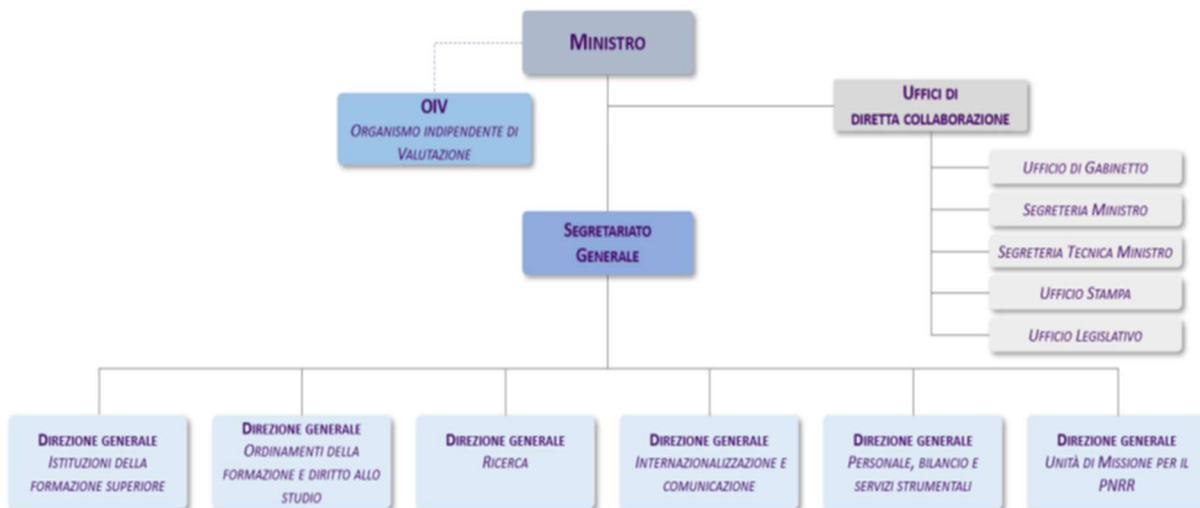 MINISTRO
OIV
ORGANISMO INDIPENDENTE DI
VALUTAZIONE
UFFICI DI
DIRETTA COLLABORAZIONE
UFFICIO DI GABINETTO
SEGRETERIA MINISTRO
SEGRETERIA TECNICA MINISTRO
UFFICIO STAMPA
UFFICIO LEGISLATIVO
SEGRETARIATO
GENERALE
DIREZIONE GENERALE
ISTITUZIONI DELLA
FORMAZIONE SUPERIORE
DIREZIONE GENERALE
ORDINAMENTI DELLA
FORMAZIONE E DIRITTO ALLO
STUDIO
DIREZIONE GENERALE
RICERCA
DIREZIONE GENERALE
INTERNAZIONALIZZAZIONE E
COMUNICAZIONE
DIREZIONE GENERALE
PERSONALE, BILANCIO E
SERVIZI STRUMENTALI
DIREZIONE GENERALE
UNITÀ DI MISSIONE PER IL
PNRR